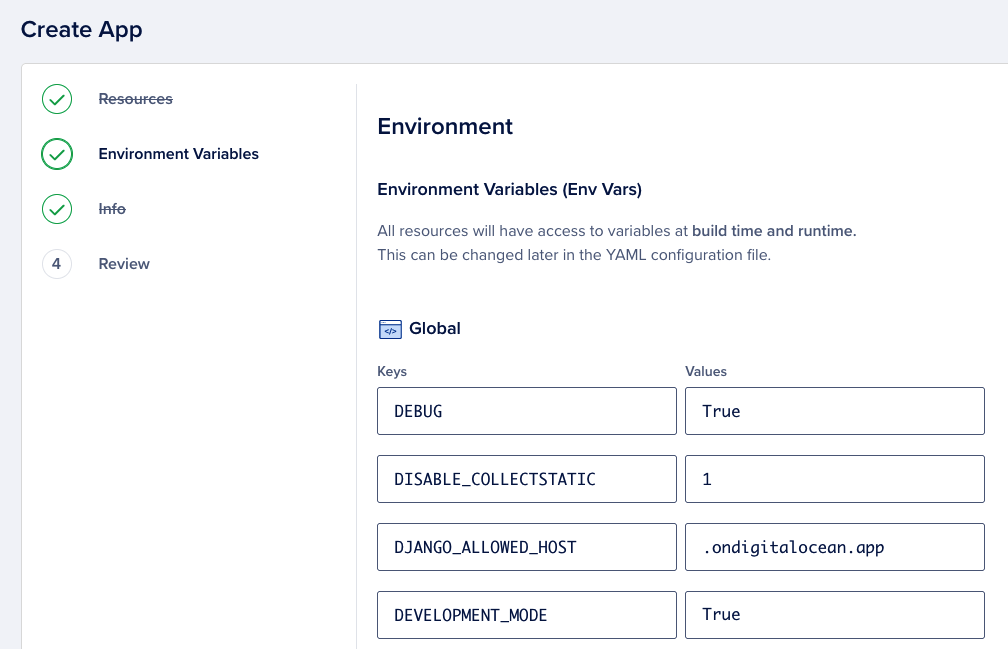 Create App
Resources
Environment Variables
Info
4 Review
Environment
Environment Variables (Env Vars)
All resources will have access to variables at build time and runtime.
This can be changed later in the YAML configuration file.
</> Global
Keys Values
DEBUG True
DISABLE_COLLECTSTATIC 1
DJANGO_ALLOWED_HOST .ondigitalocean.app
DEVELOPMENT_MODE True